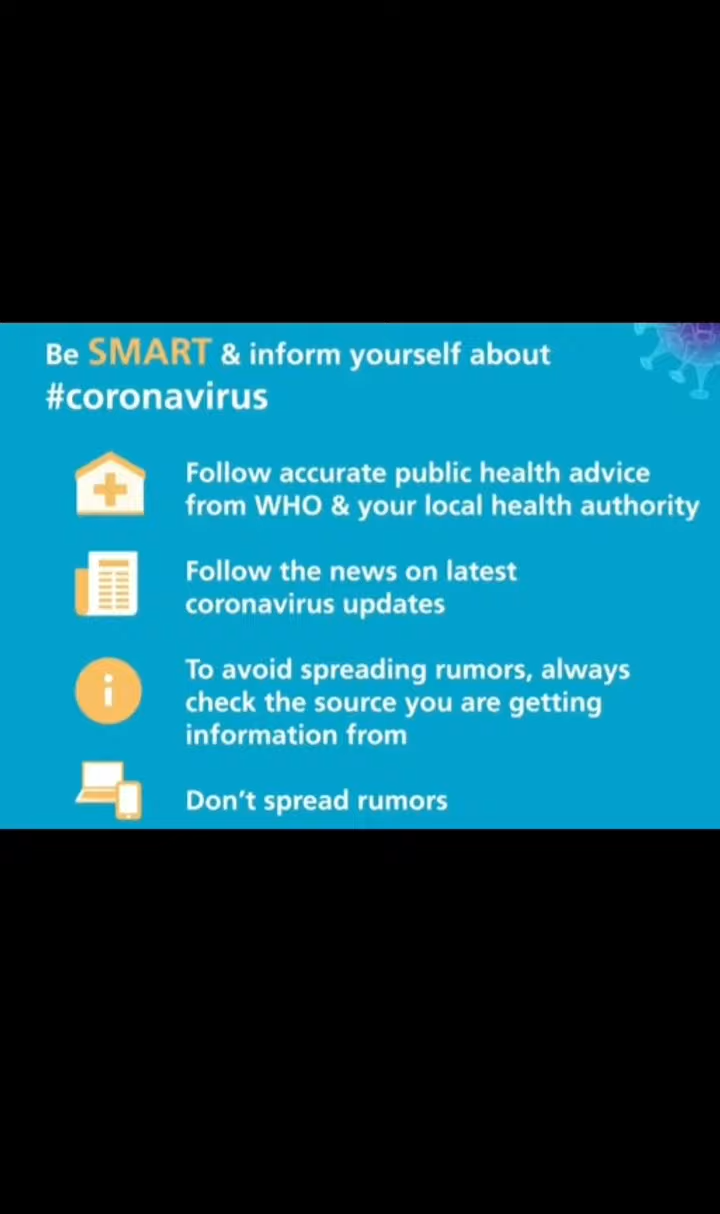 Be SMART & inform yourself about
#coronavirus
Follow accurate public health advice
from WHO & your local health authority
Follow the news on latest
coronavirus updates
To avoid spreading rumors, always
check the source you are getting
information from
Don't spread rumors